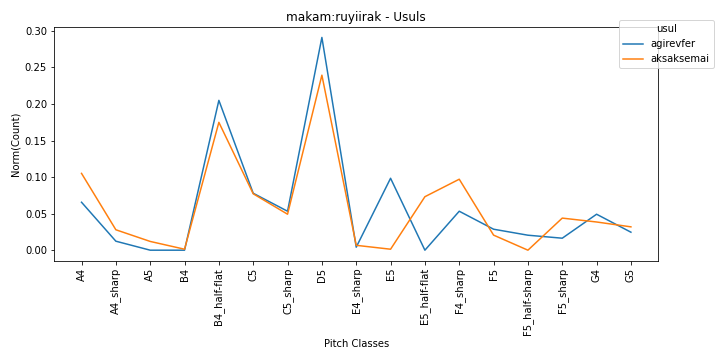 makam:ruyiirak - Usuls
usul
agirevfer
aksaksemai
Norm(Count)
0.30
0.25
0.20
0.15
0.10
0.05
0.00
A4
A4_sharp
A5
B4
B4_half-flat
C5
C5_sharp
D5
E4_sharp
E5
E5_half-flat
F4_sharp
F5
F5_half-sharp
F5_sharp
G4
G5
Pitch Classes